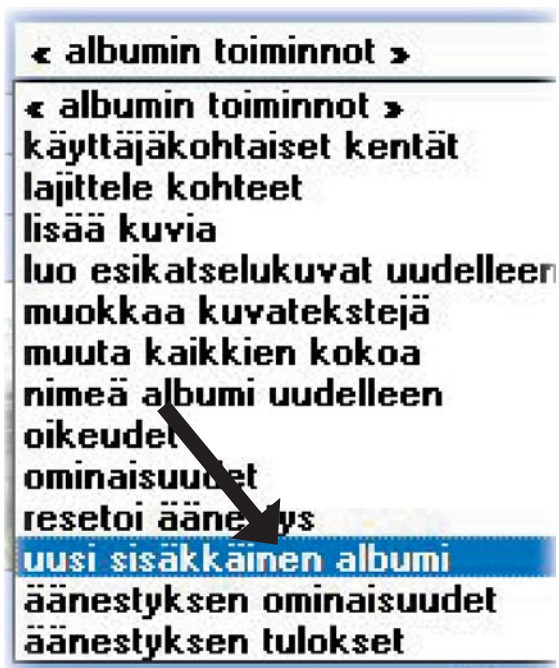 « albumin toiminnot »
« albumin toiminnot »
käyttäjäkohtaiset kentät
lajittele kohteet
lisää kuvia
luo esikatselukuvat uudelleen
muokkaa kuvatekstejä
muuta kaikkien kokoa
nimeä albumi uudelleen
oikeudet
ominaisuudet
resetoi äänestys
uusi sisäkkäinen albumi
äänestyksen ominaisuudet
äänestyksen tulokset